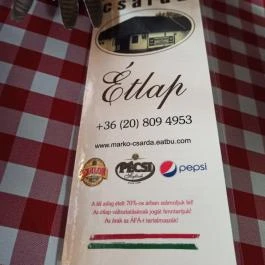 csárda
Étlap
+36 (20) 809 4953
www.marko-csarda.eatbu.com
PÉCSI
pepsi
A fél adag ételt 70%-os árban számoljuk fel!
Az étlap változtatásának jogát fenntartjuk!
Az árak az ÁFA-t tartalmazzák!